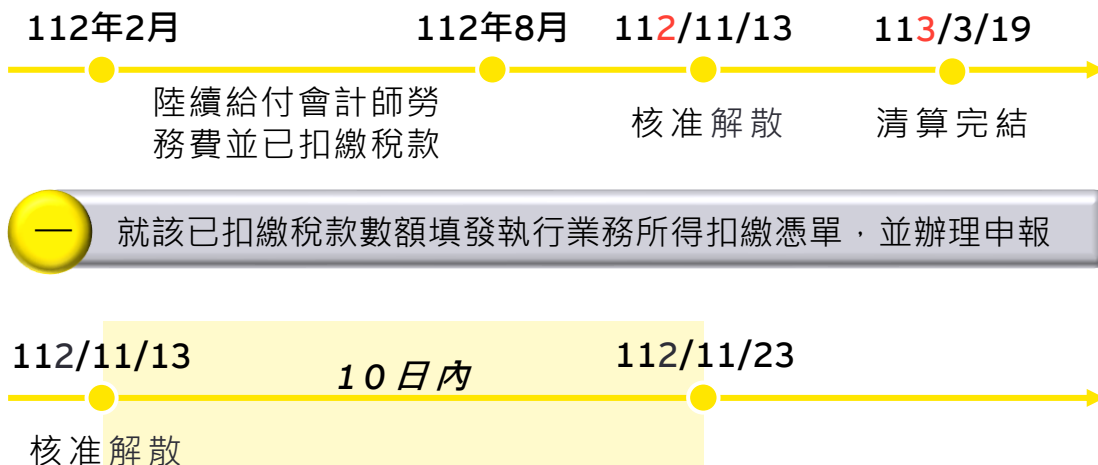 112年2月 112年8月 112/11/13 113/3/19
陸續給付會計師勞
務費並已扣繳稅款
核准解散 清算完結
一 就該已扣繳稅款數額填發執行業務所得扣繳憑單，並辦理申報
112/11/13 10日內 112/11/23
核准解散